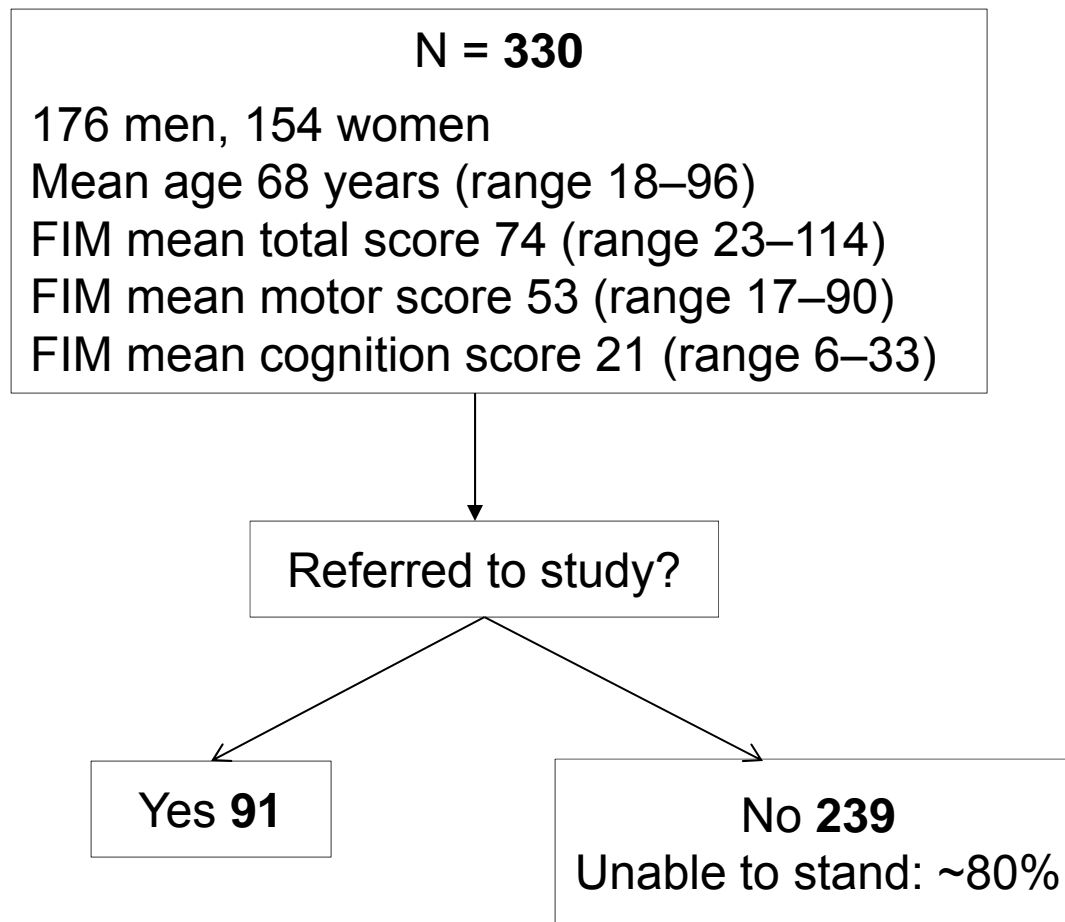 N = 330
176 men, 154 women
Mean age 68 years (range 18–96)
FIM mean total score 74 (range 23–114)
FIM mean motor score 53 (range 17–90)
FIM mean cognition score 21 (range 6–33)
Referred to study?
Yes 91
No 239
Unable to stand: ~80%